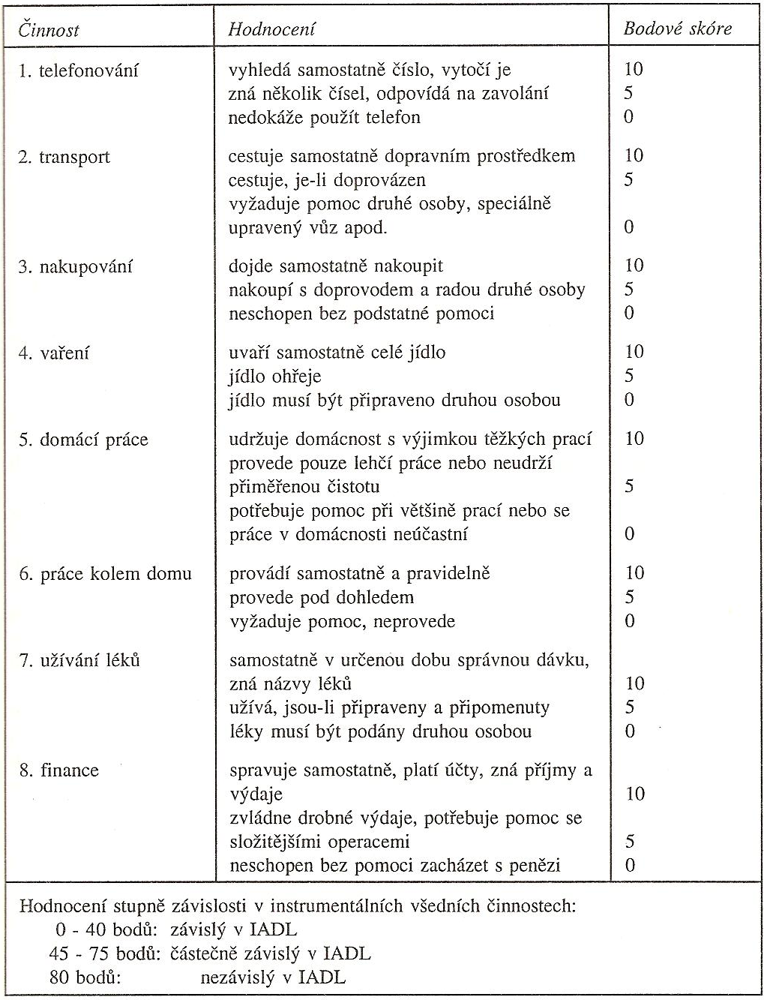 Činnost Hodnocení Bodové skóre
1. telefonování vyhledá samostatně číslo, vytočí je 10
zná několik čísel, odpovídá na zavolání 5
nedokáže použít telefon 0
2. transport cestuje samostatně dopravním prostředkem 10
cestuje, je-li doprovázen 5
vyžaduje pomoc druhé osoby, speciálně
upravený vůz apod. 0
3. nakupování dojde samostatně nakoupit 10
nakoupí s doprovodem a radou druhé osoby 5
neschopen bez podstatné pomoci 0
4. vaření uvaří samostatně celé jídlo 10
jídlo ohřeje 5
jídlo musí být připraveno druhou osobou 0
5. domácí práce udržuje domácnost s výjimkou těžkých prací 10
provede pouze lehčí práce nebo neudrží
přiměřenou čistotu 5
potřebuje pomoc při většině prací nebo se
práce v domácnosti neúčastní 0
6. práce kolem domu provádí samostatně a pravidelně 10
provede pod dohledem 5
vyžaduje pomoc, neprovede 0
7. užívání léků samostatně v určenou dobu správnou dávku,
zná názvy léků 10
užívá, jsou-li připraveny a připomenuty 5
léky musí být podány druhou osobou 0
8. finance spravuje samostatně, platí účty, zná příjmy a
výdaje 10
zvládne drobné výdaje, potřebuje pomoc se
složitějšími operacemi 5
neschopen bez pomoci zacházet s penězi 0
Hodnocení stupně závislosti v instrumentálních všedních činnostech:
0 - 40 bodů: závislý v IADL
45 - 75 bodů: částečně závislý v IADL
80 bodů: nezávislý v IADL